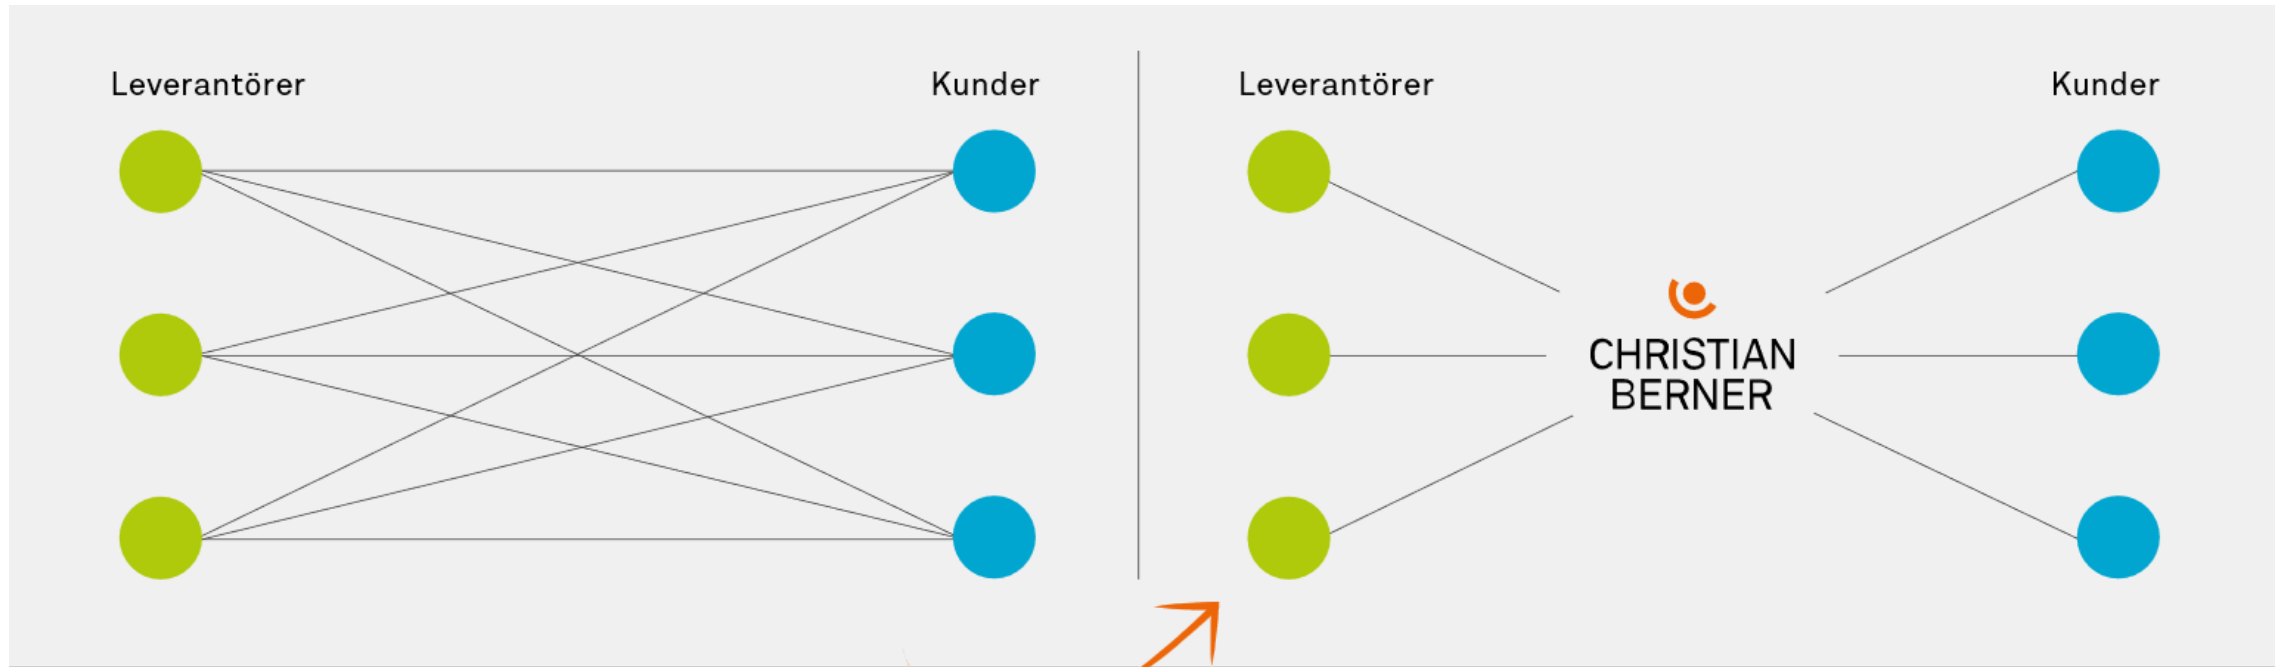 Leverantörer
Kunder
Leverantörer
Kunder
CHRISTIAN
BERNER